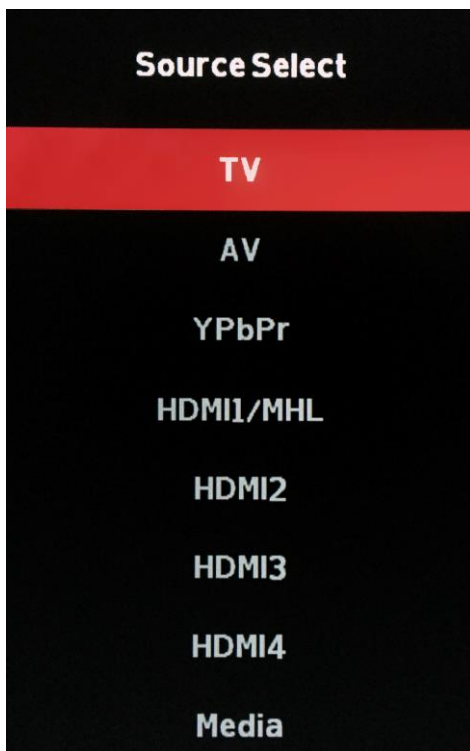 Source Select
TV
AV
YPbPr
HDMI1/MHL
HDMI2
HDMI3
HDMI4
Media